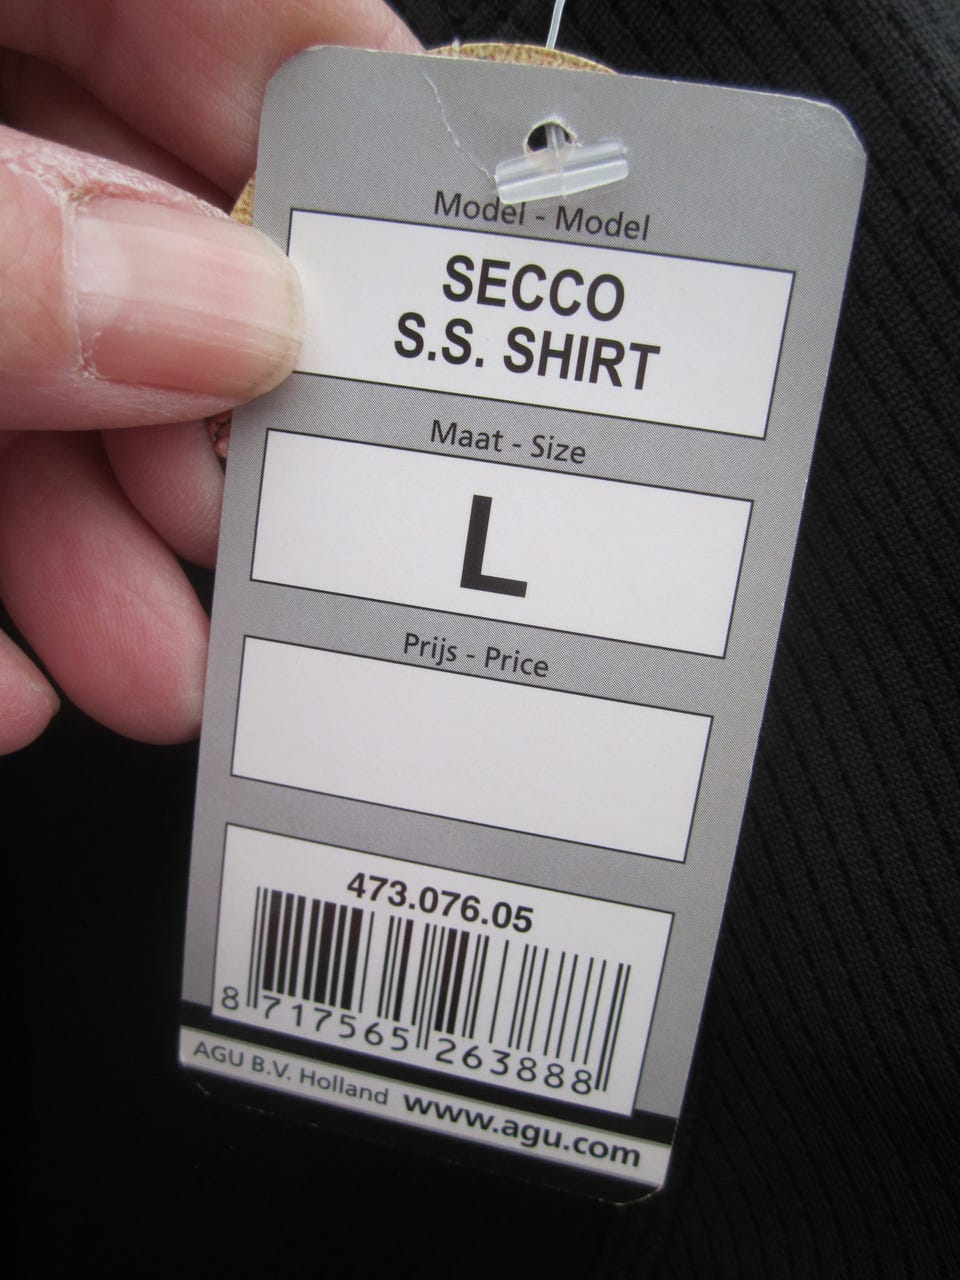 Model - Model
SECCO
S.S. SHIRT
Maat - Size
L
Prijs - Price
473.076.05
8 717565 263888
AGU B.V. Holland www.agu.com